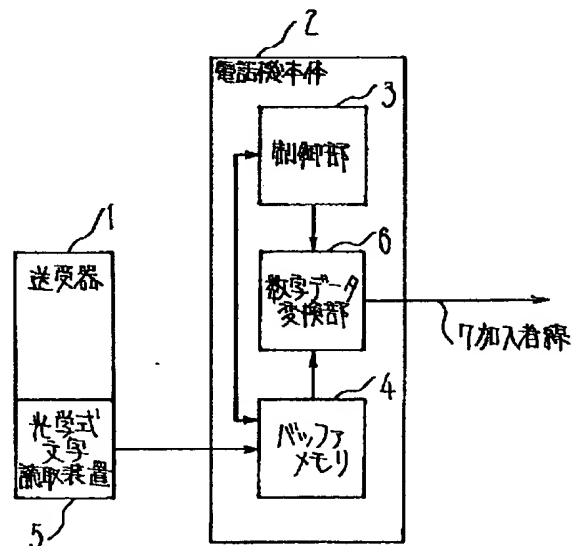 2
電話機本体
3
制御部
1
送受器
6
数字データ
変換部
7加入者線
4
バッファ
メモリ
光学式
文字
読取装置
5